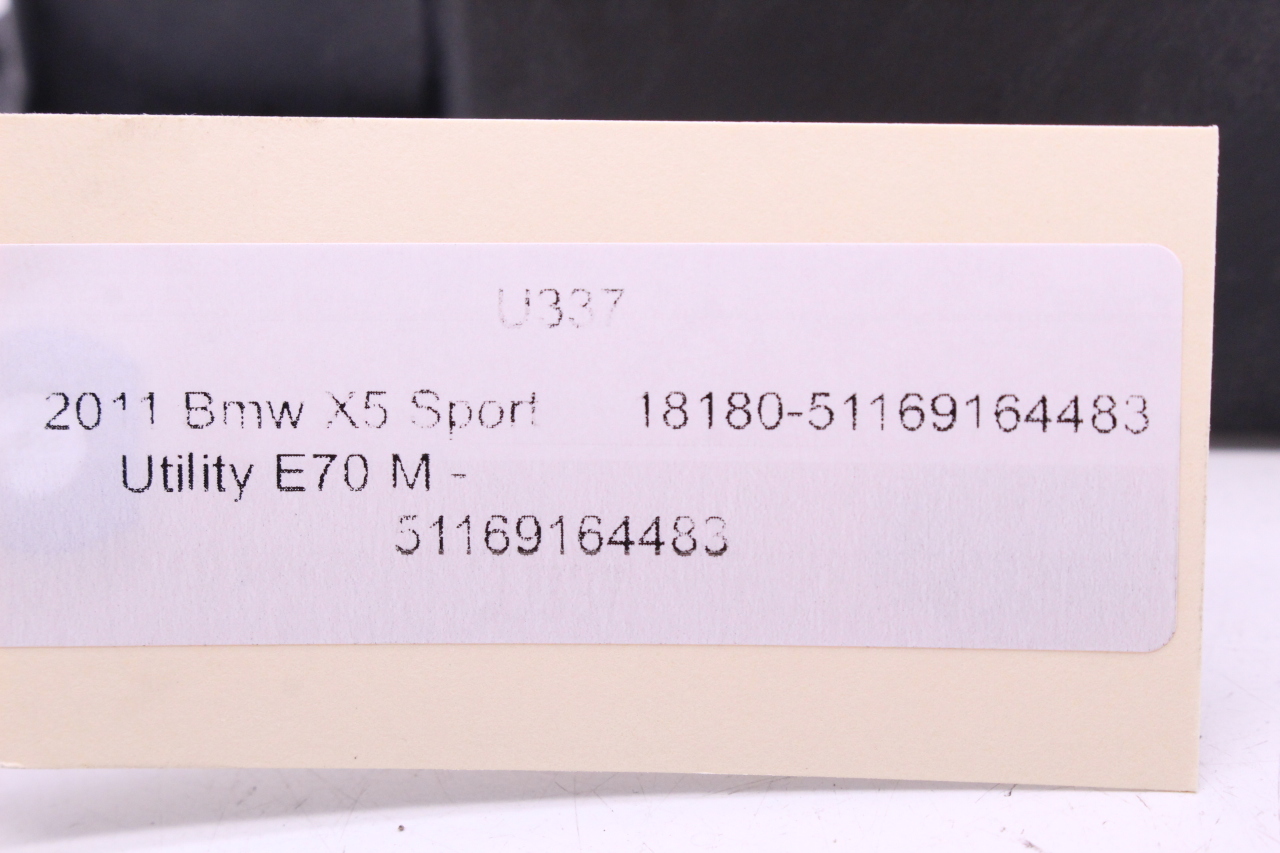 U337
2011 Bmw X5 Sport 18180-51169164483
Utility E70 M -
51169164483